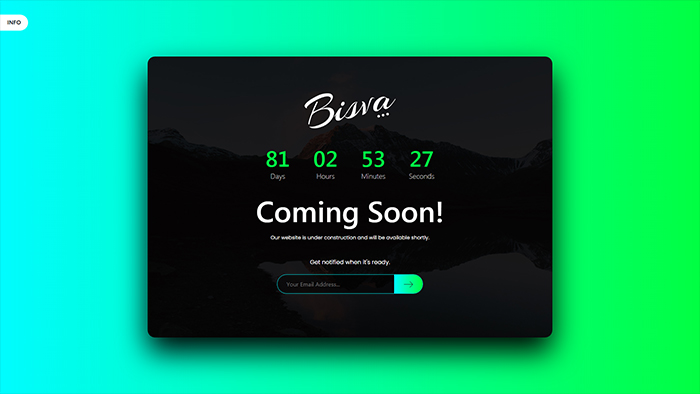 INFO
Bisva
81 02 53 27
Days Hours Minutes Seconds
Coming Soon!
Our website is under construction and will be available shortly.
Get notified when it's ready.
Your Email Address...